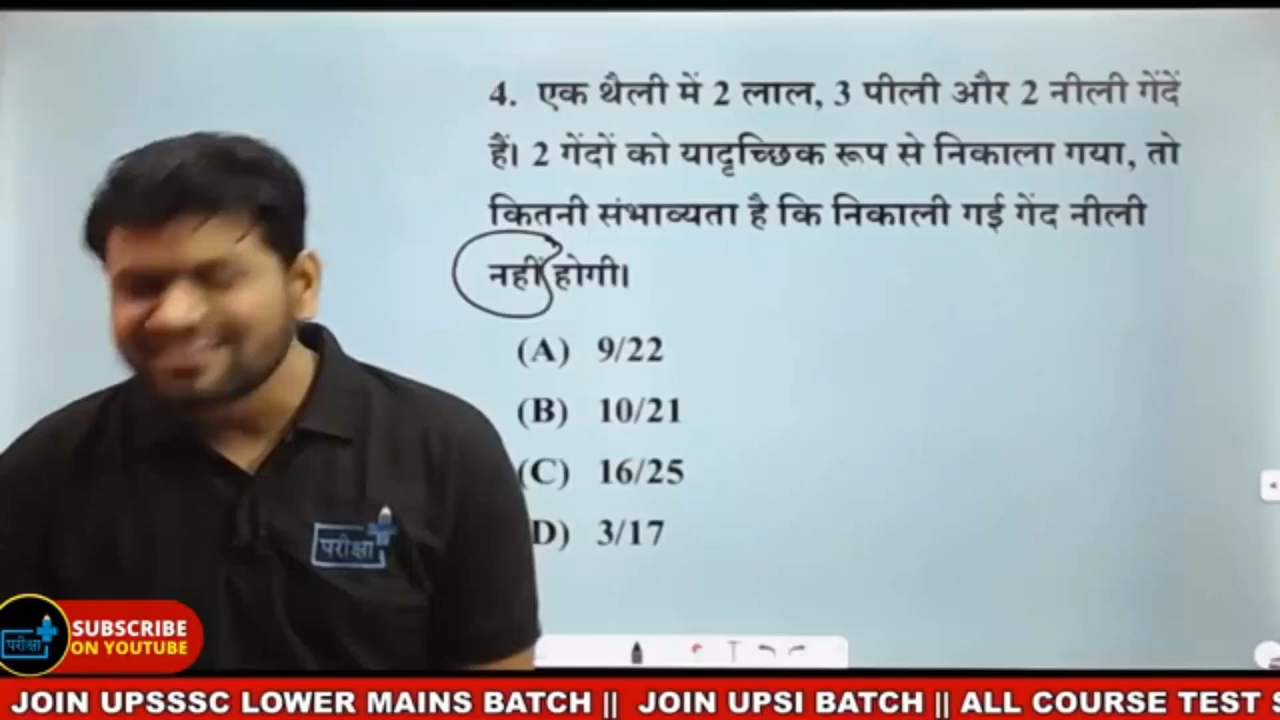 4. एक थैली में 2 लाल, 3 पीली और 2 नीली गेंदें
हैं। 2 गेंदों को यादृच्छिक रूप से निकाला गया, तो
कितनी संभाव्यता है कि निकाली गई गेंद नीली
नहीं होगी।
(A) 9/22
(B) 10/21
(C) 16/25
D) 3/17
परीक्षा
परीक्षा
SUBSCRIBE
ON YOUTUBE
JOIN UPSSSC LOWER MAINS BATCH || JOIN UPSI BATCH || ALL COURSE TEST S